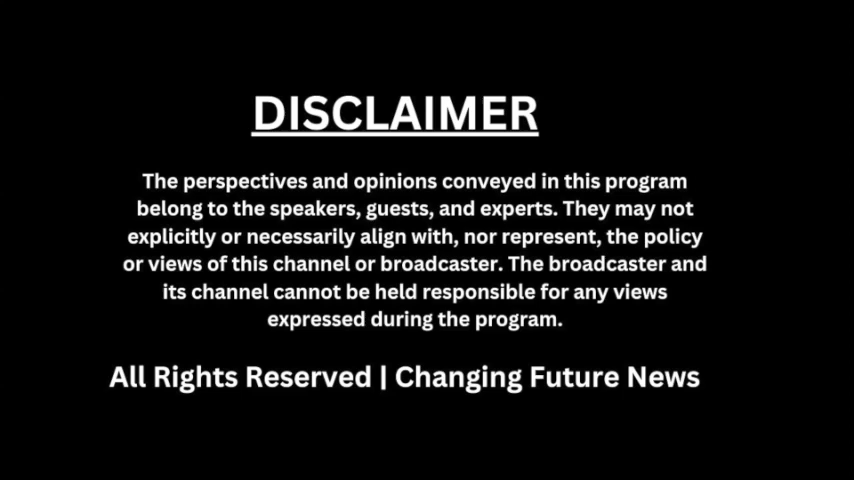 DISCLAIMER
The perspectives and opinions conveyed in this program
belong to the speakers, guests, and experts. They may not
explicitly or necessarily align with, nor represent, the policy
or views of this channel or broadcaster. The broadcaster and
its channel cannot be held responsible for any views
expressed during the program.
All Rights Reserved | Changing Future News